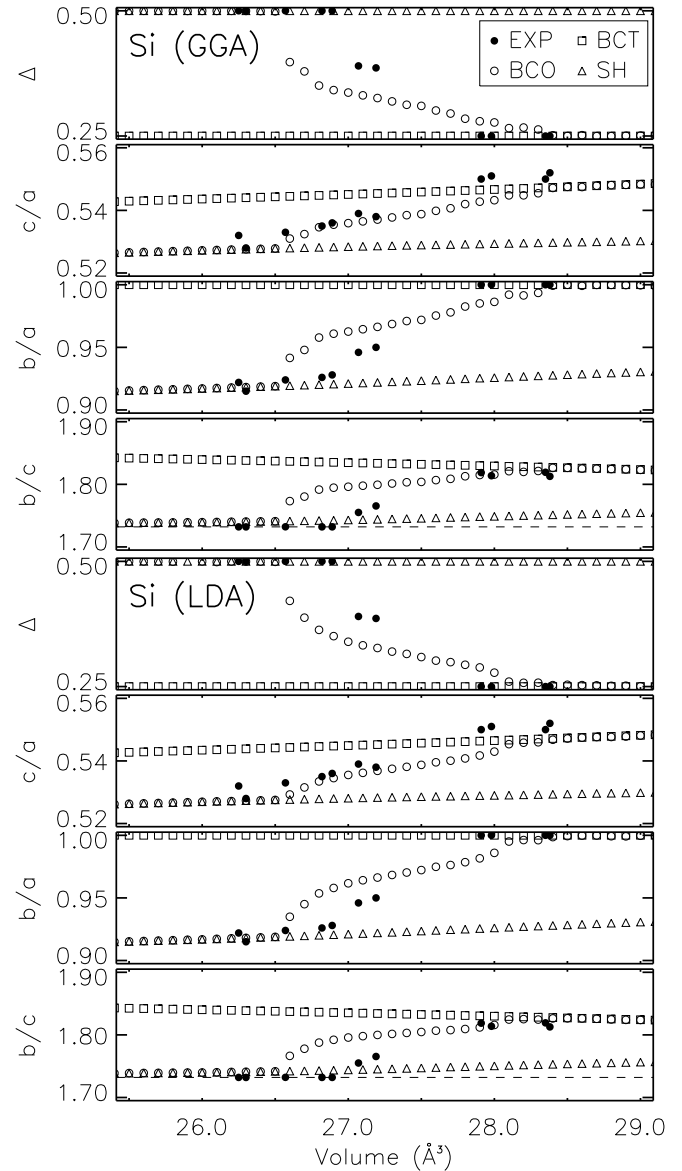 0.50
Si (GGA)
● EXP □ BCT
○ BCO △ SH
Δ
0.25
0.56
c/a
0.54
0.52
1.00
b/a
0.95
0.90
1.90
b/c
1.80
1.70
0.50
Si (LDA)
Δ
0.25
0.56
c/a
0.54
0.52
1.00
b/a
0.95
0.90
1.90
b/c
1.80
1.70
26.0 27.0 28.0 29.0
Volume (Å³)